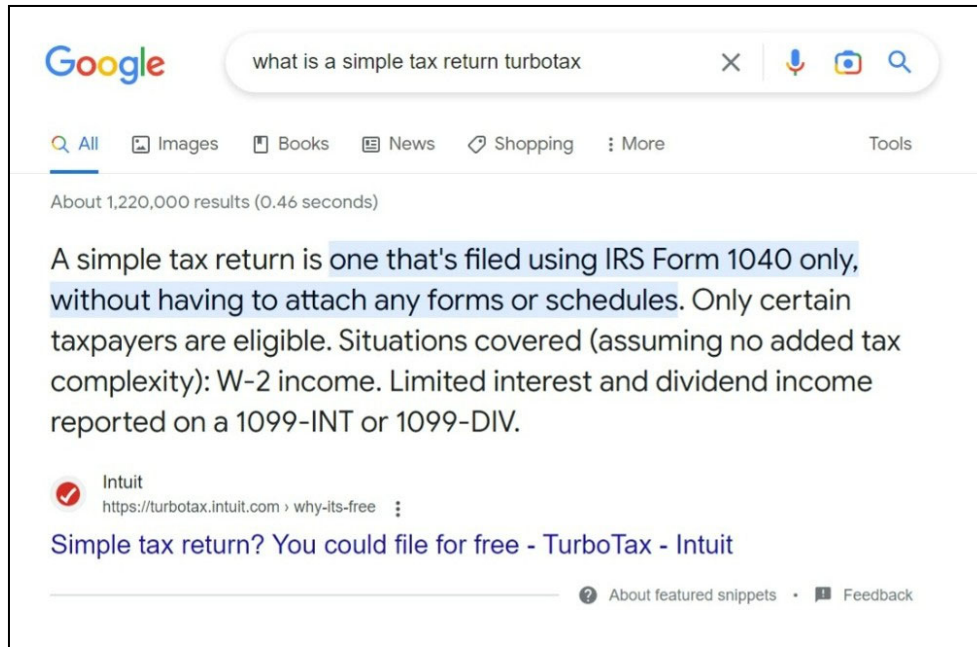 Google
what is a simple tax return turbotax
All Images Books News Shopping More Tools
About 1,220,000 results (0.46 seconds)
A simple tax return is one that's filed using IRS Form 1040 only,
without having to attach any forms or schedules. Only certain
taxpayers are eligible. Situations covered (assuming no added tax
complexity): W-2 income. Limited interest and dividend income
reported on a 1099-INT or 1099-DIV.
Intuit
https://turbotax.intuit.com › why-its-free
Simple tax return? You could file for free - TurboTax - Intuit
About featured snippets • Feedback